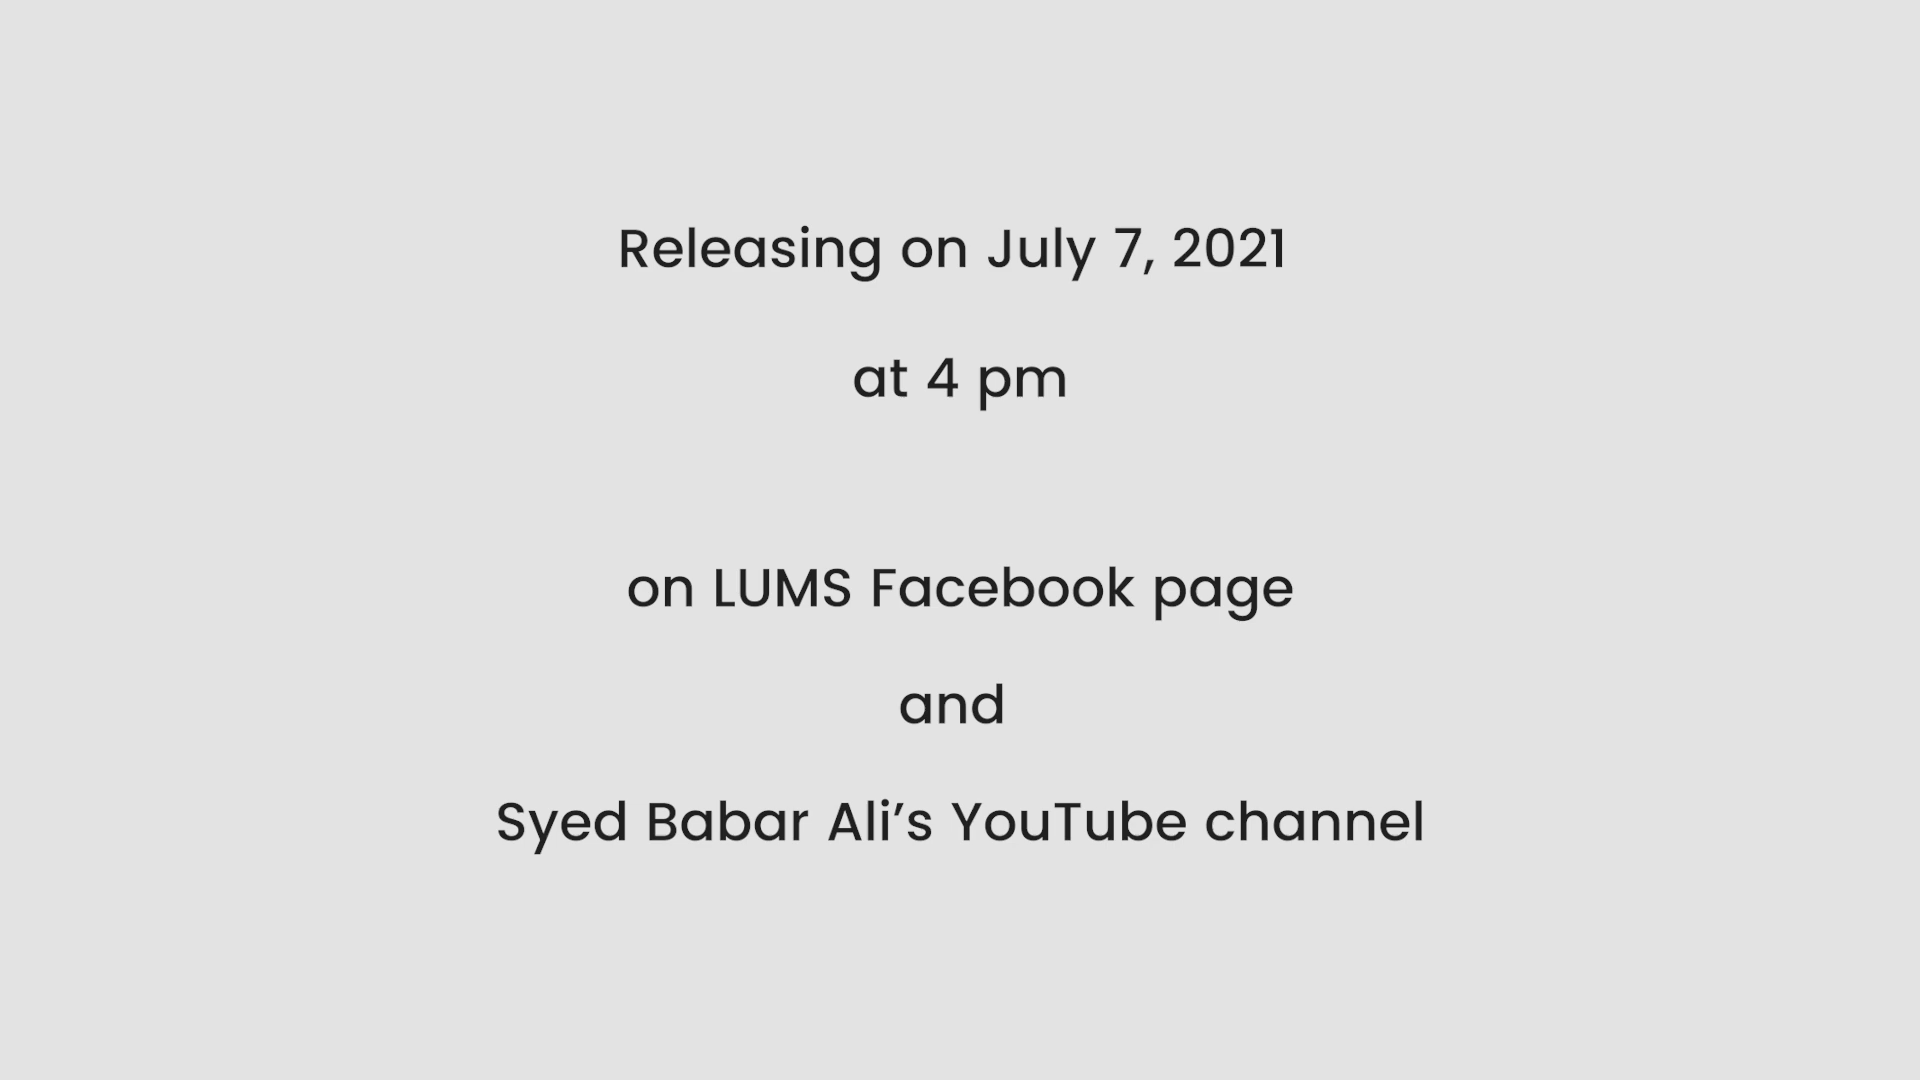 Releasing on July 7, 2021
at 4 pm
on LUMS Facebook page
and
Syed Babar Ali’s YouTube channel